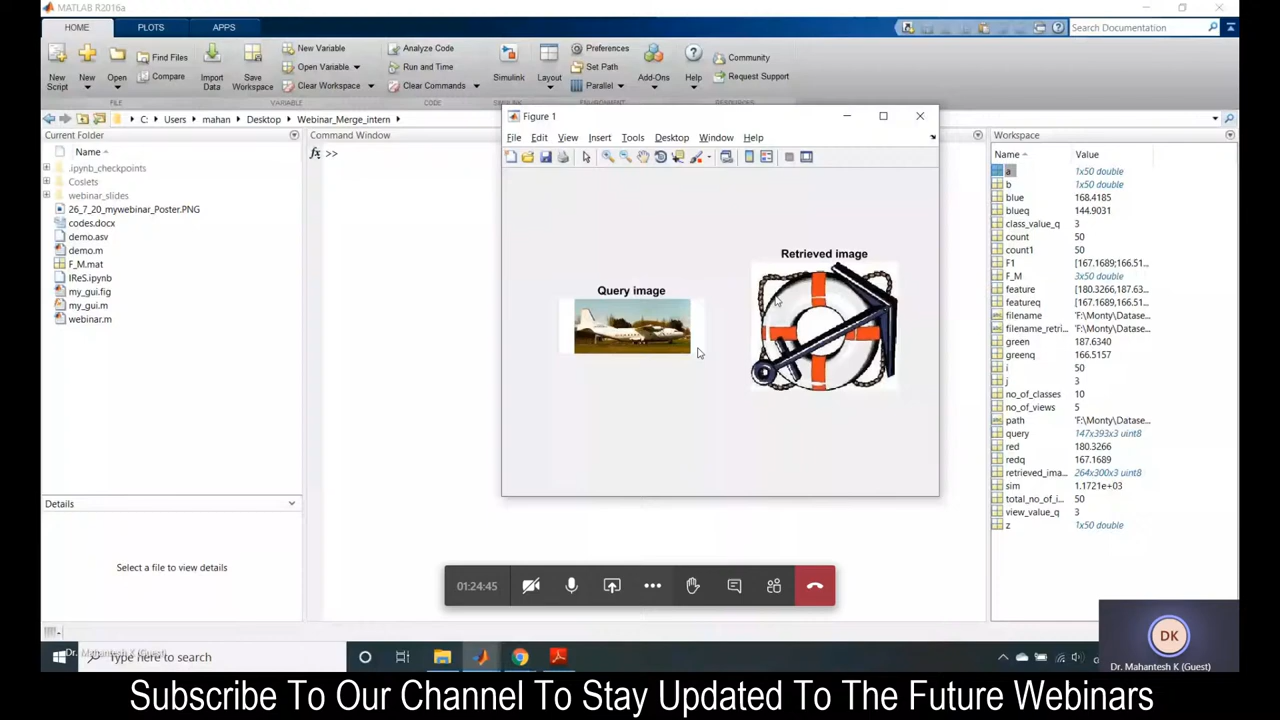 MATLAB R2016a
HOME PLOTS APPS
Search Documentation
New Script
New
Open
Find Files
Compare
Import Data
Save Workspace
New Variable
Open Variable
Clear Workspace
Analyze Code
Run and Time
Clear Commands
Simulink
Layout
Preferences
Set Path
Parallel
Add-Ons
Help
Community
Request Support
FILE VARIABLE CODE SIMULINK ENVIRONMENT RESOURCES
C: Users mahan Desktop Webinar_Merge_intern
Current Folder
Name
.ipynb_checkpoints
Coslets
webinar_slides
26_7_20_mywebinar_Poster.PNG
codes.docx
demo.asv
demo.m
F_M.mat
IReS.ipynb
my_gui.fig
my_gui.m
webinar.m
Details
Select a file to view details
Command Window
fx >>
Figure 1
File Edit View Insert Tools Desktop Window Help
Query image
Retrieved image
Workspace
Name Value
a 1x50 double
b 1x50 double
blue 168.4185
blueq 144.9031
class_value_q 3
count 50
count1 50
F1 [167.1689;166.51...
F_M 3x50 double
feature [180.3266,187.63...
featureq [167.1689,166.51...
filename 'F:\Monty\Datase...
filename_retri... 'F:\Monty\Datase...
green 187.6340
greenq 166.5157
i 50
j 3
no_of_classes 10
no_of_views 5
path 'F:\Monty\Datase...
query 147x393x3 uint8
red 180.3266
redq 167.1689
retrieved_ima... 264x300x3 uint8
sim 1.1721e+03
total_no_of_i... 50
view_value_q 3
z 1x50 double
01:24:45
DK
Dr. Mahantesh K (Guest)
Dr. Mahantesh K (Guest)
Type here to search
Subscribe To Our Channel To Stay Updated To The Future Webinars